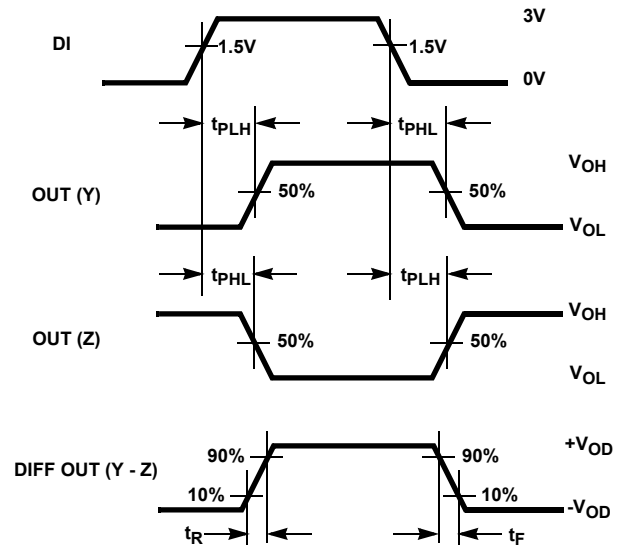 3V
DI
1.5V
1.5V
0V
tPLH
tPHL
VOH
OUT (Y)
50%
50%
VOL
tPHL
tPLH
VOH
OUT (Z)
50%
50%
VOL
+VOD
DIFF OUT (Y - Z)
90%
90%
10%
10%
-VOD
tR
tF